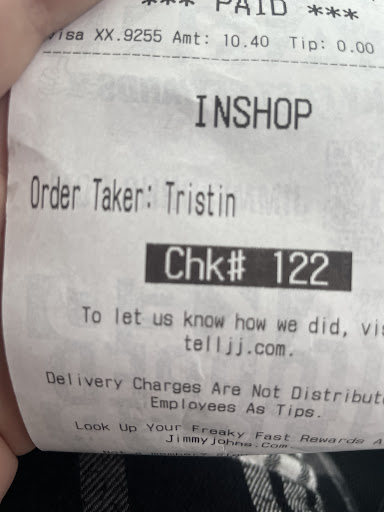 *** PAID ***
Visa XX.9255 Amt: 10.40 Tip: 0.00
INSHOP
Order Taker: Tristin
Chk# 122
To let us know how we did,
telljj.com.
Delivery Charges Are Not
Employees As Tips.
Look Up Your Freaky Fast Rewards
Jimmyjohns.Com